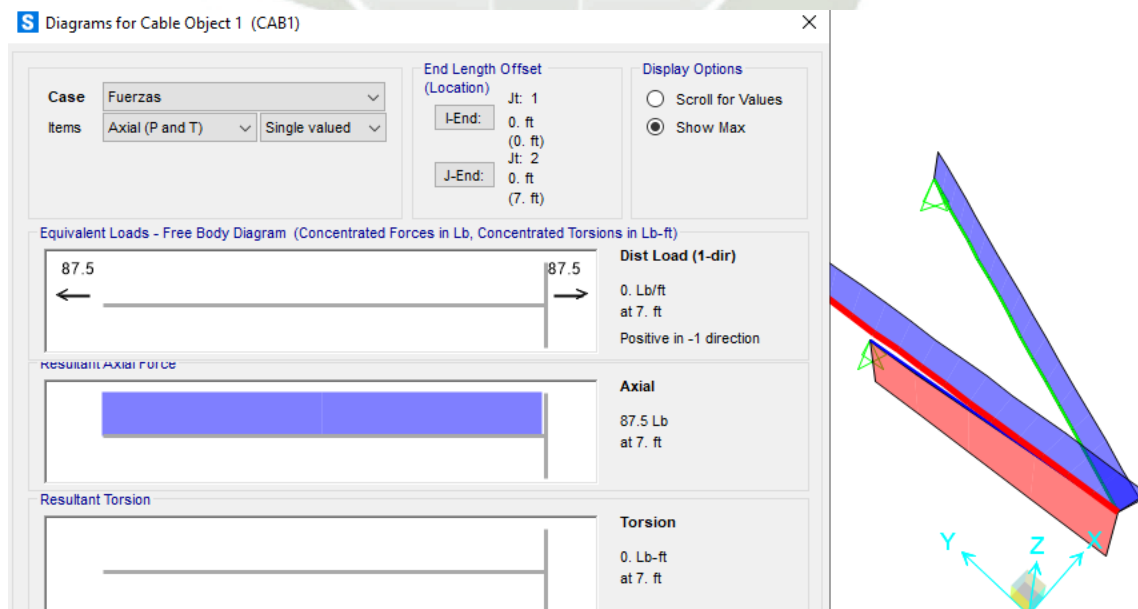 S Diagrams for Cable Object 1 (CAB1)
Case Fuerzas
Items Axial (P and T) Single valued
End Length Offset
(Location)
Jt: 1
I-End: 0. ft
(0. ft)
Jt: 2
J-End: 0. ft
(7. ft)
Display Options
Scroll for Values
Show Max
Equivalent Loads - Free Body Diagram (Concentrated Forces in Lb, Concentrated Torsions in Lb-ft)
87.5 87.5
Dist Load (1-dir)
0. Lb/ft
at 7. ft
Positive in -1 direction
Resultant Axial Force
Axial
87.5 Lb
at 7. ft
Resultant Torsion
Torsion
0. Lb-ft
at 7. ft
Y Z X